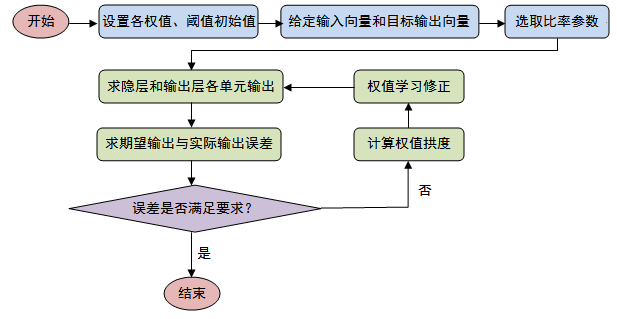 开始
设置各权值、阈值初始值
给定输入向量和目标输出向量
选取比率参数
求隐层和输出层各单元输出
权值学习修正
求期望输出与实际输出误差
计算权值拱度
误差是否满足要求?
否
是
结束